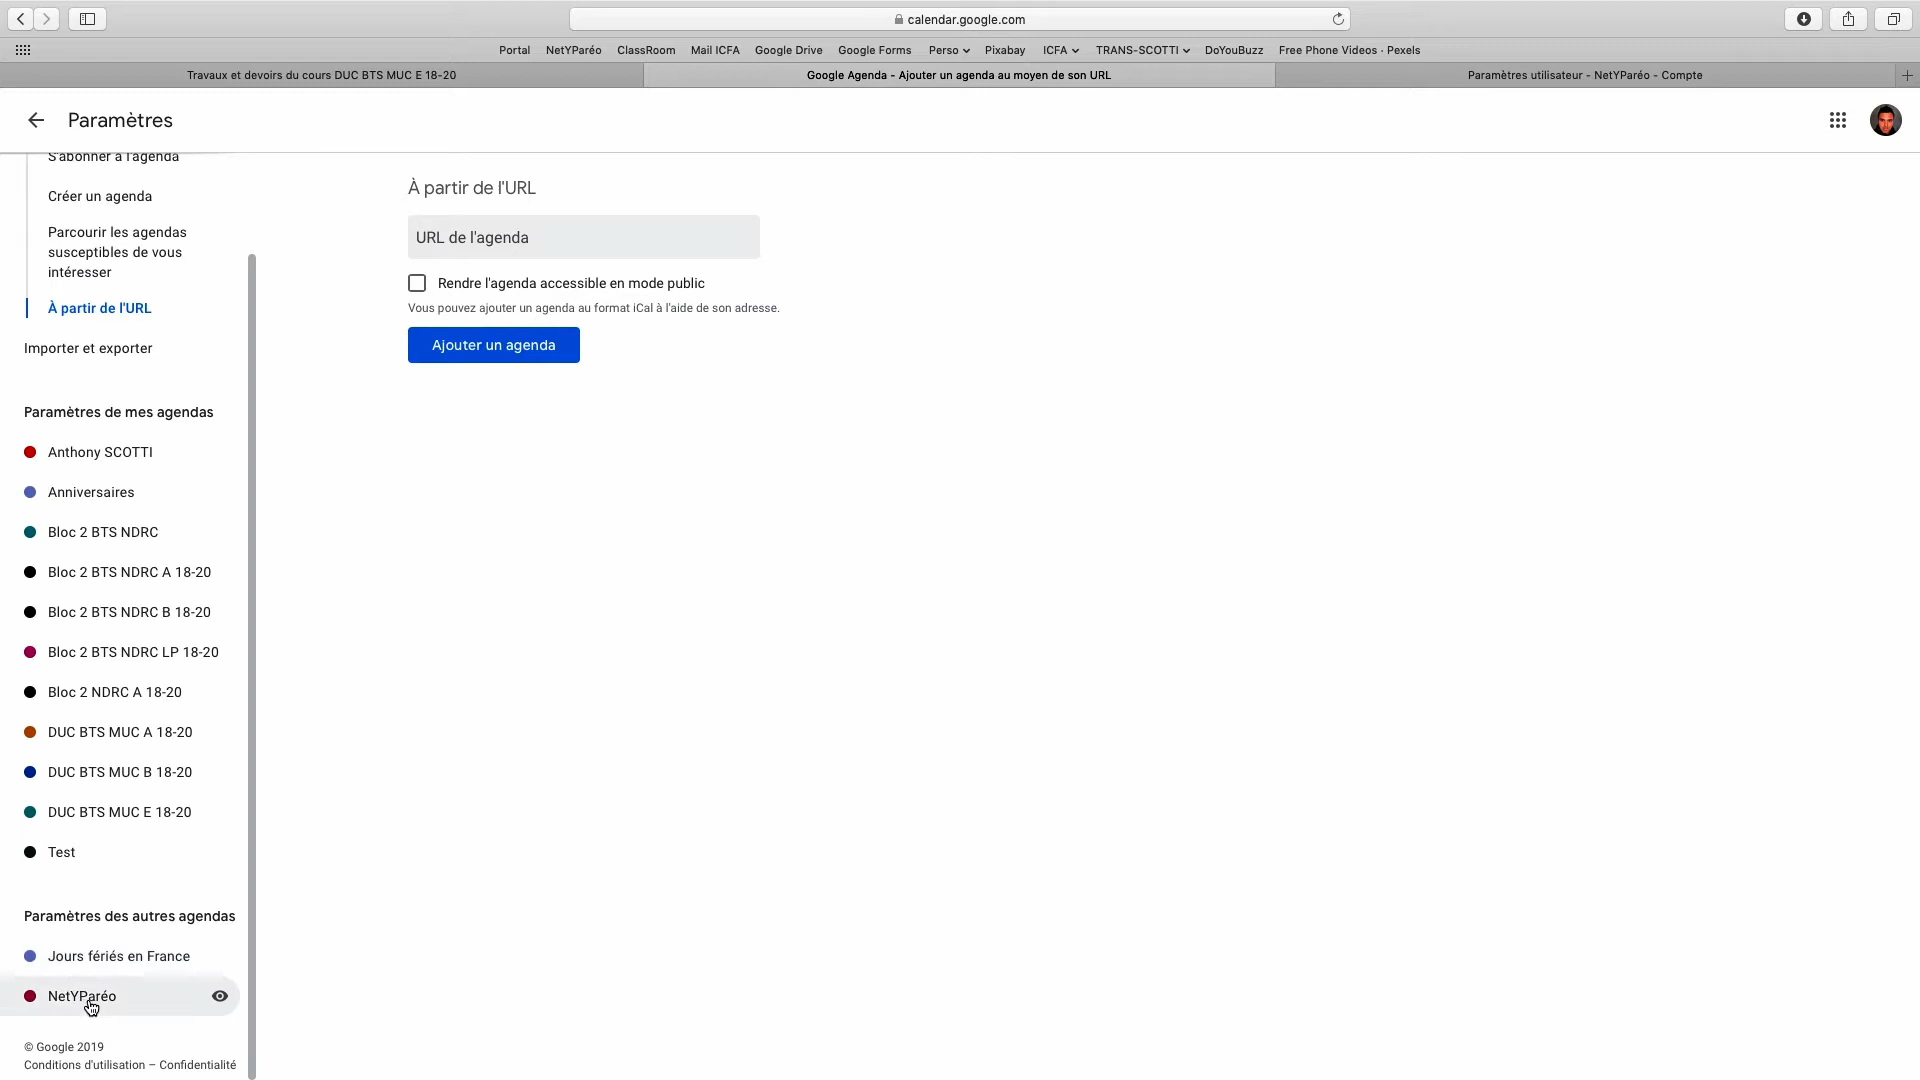 calendar.google.com
Portal NetYParéo ClassRoom Mail ICFA Google Drive Google Forms Perso Pixabay ICFA TRANS-SCOTTI DoYouBuzz Free Phone Videos · Pexels
Travaux et devoirs du cours DUC BTS MUC E 18-20
Google Agenda - Ajouter un agenda au moyen de son URL
Paramètres utilisateur - NetYParéo - Compte
Paramètres
S'abonner à l'agenda
Créer un agenda
Parcourir les agendas
susceptibles de vous
intéresser
À partir de l'URL
Importer et exporter
Paramètres de mes agendas
Anthony SCOTTI
Anniversaires
Bloc 2 BTS NDRC
Bloc 2 BTS NDRC A 18-20
Bloc 2 BTS NDRC B 18-20
Bloc 2 BTS NDRC LP 18-20
Bloc 2 NDRC A 18-20
DUC BTS MUC A 18-20
DUC BTS MUC B 18-20
DUC BTS MUC E 18-20
Test
Paramètres des autres agendas
Jours fériés en France
NetYParéo
© Google 2019
Conditions d'utilisation – Confidentialité
À partir de l'URL
URL de l'agenda
Rendre l'agenda accessible en mode public
Vous pouvez ajouter un agenda au format iCal à l'aide de son adresse.
Ajouter un agenda